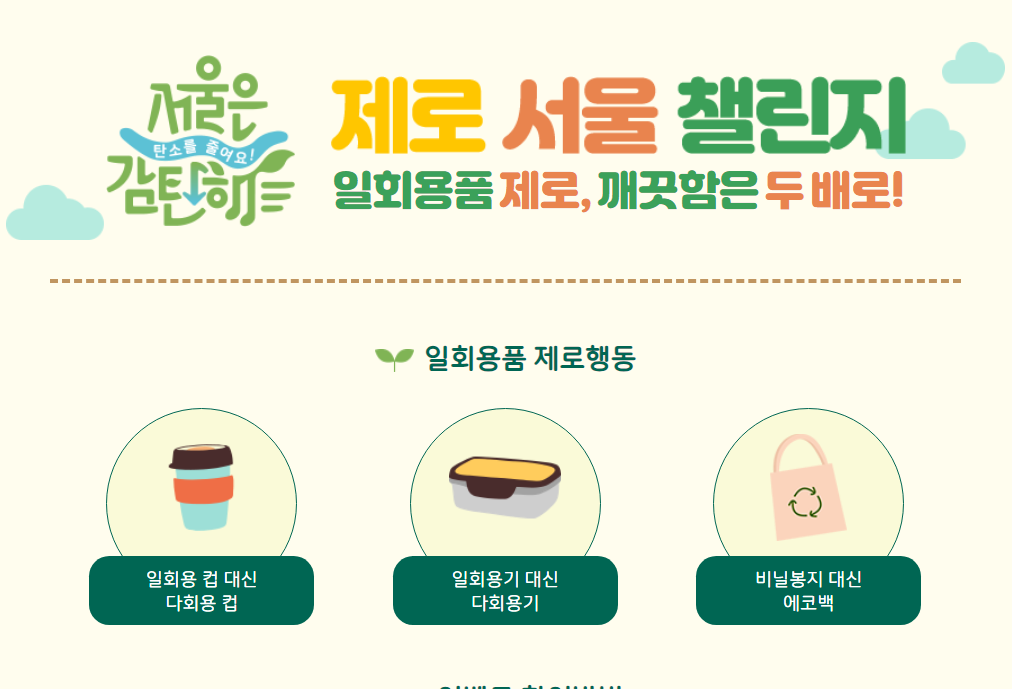 서울은
탄소를 줄여요!
감탄해
제로 서울 챌린지
일회용품 제로, 깨끗함은 두 배로!
일회용품 제로행동
일회용 컵 대신
다회용 컵
일회용기 대신
다회용기
비닐봉지 대신
에코백